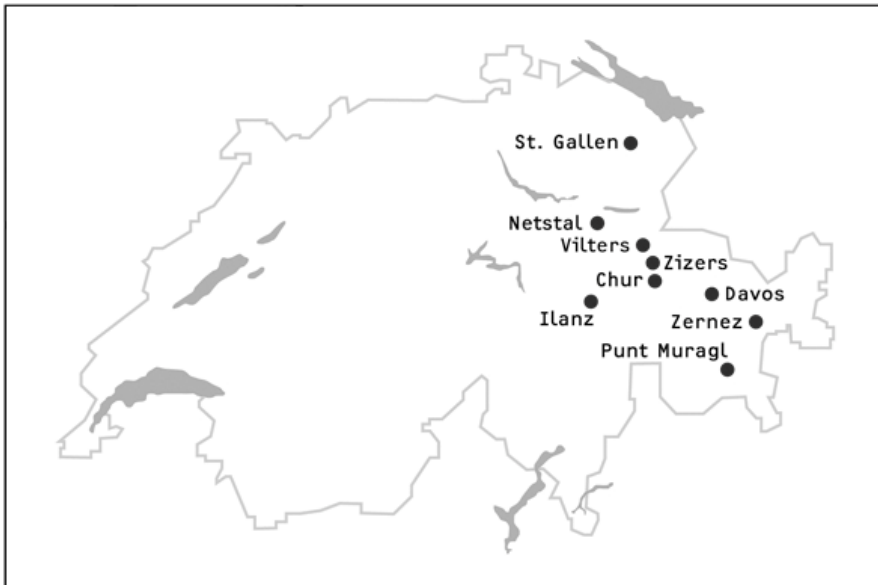 St. Gallen
Netstal
Vilters
Zizers
Chur
Davos
Ilanz
Zernez
Punt Muragl